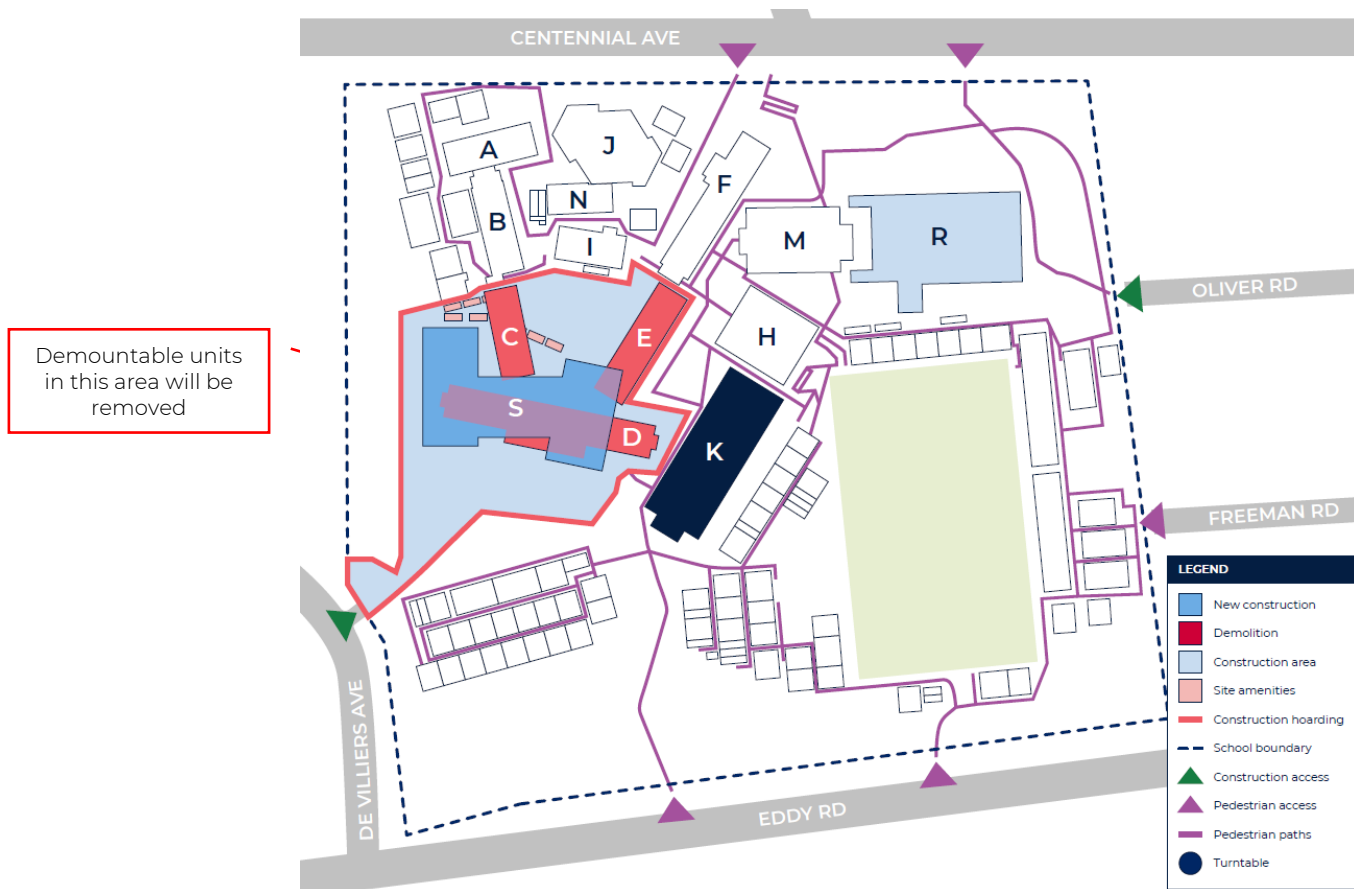 CENTENNIAL AVE
A
J
F
N
B
I
M
R
OLIVER RD
C
E
H
Demountable units
in this area will be
removed
S
D
K
FREEMAN RD
LEGEND
New construction
Demolition
Construction area
Site amenities
Construction hoarding
School boundary
Construction access
Pedestrian access
Pedestrian paths
Turntable
DE VILLIERS AVE
EDDY RD